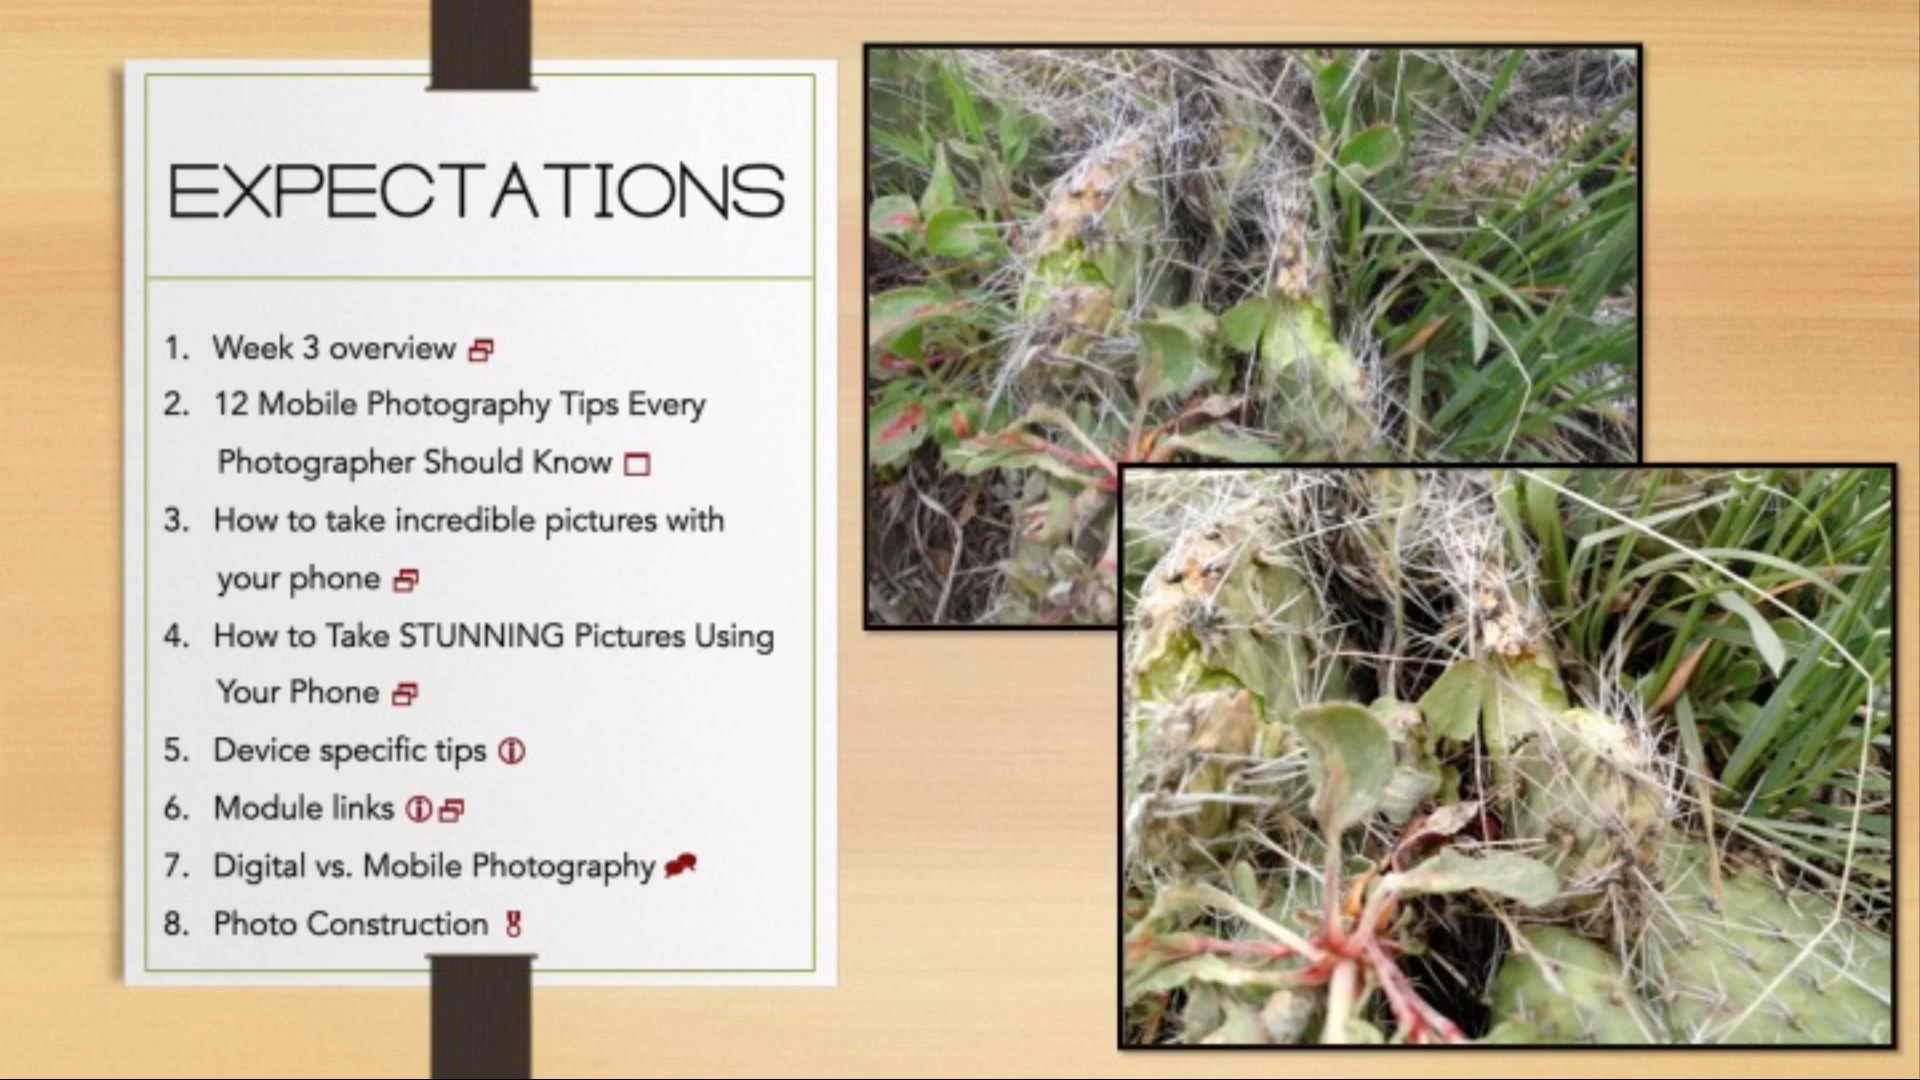 EXPECTATIONS
1. Week 3 overview
2. 12 Mobile Photography Tips Every
Photographer Should Know
3. How to take incredible pictures with
your phone
4. How to Take STUNNING Pictures Using
Your Phone
5. Device specific tips
6. Module links
7. Digital vs. Mobile Photography
8. Photo Construction